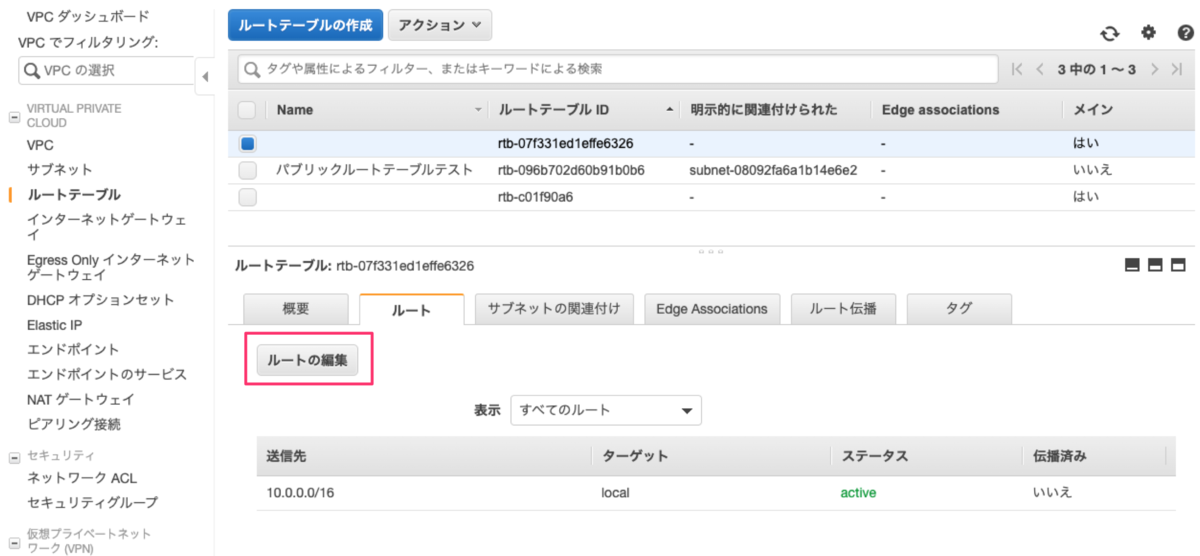 VPC ダッシュボード
VPC でフィルタリング:
VPC の選択
VIRTUAL PRIVATE
CLOUD
VPC
サブネット
ルートテーブル
インターネットゲートウェ
イ
Egress Only インターネット
ゲートウェイ
DHCP オプションセット
Elastic IP
エンドポイント
エンドポイントのサービス
NAT ゲートウェイ
ピアリング接続
セキュリティ
ネットワーク ACL
セキュリティグループ
仮想プライベートネット
ワーク (VPN)
ルートテーブルの作成 アクション
タグや属性によるフィルター、またはキーワードによる検索 3 中の 1 〜 3
Name ルートテーブル ID 明示的に関連付けられた Edge associations メイン
rtb-07f331ed1effe6326 - - はい
パブリックルートテーブルテスト rtb-096b702d60b91b0b6 subnet-08092fa6a1b14e6e2 - いいえ
rtb-c01f90a6 - - はい
ルートテーブル: rtb-07f331ed1effe6326
概要 ルート サブネットの関連付け Edge Associations ルート伝播 タグ
ルートの編集
表示 すべてのルート
送信先 ターゲット ステータス 伝播済み
10.0.0.0/16 local active いいえ